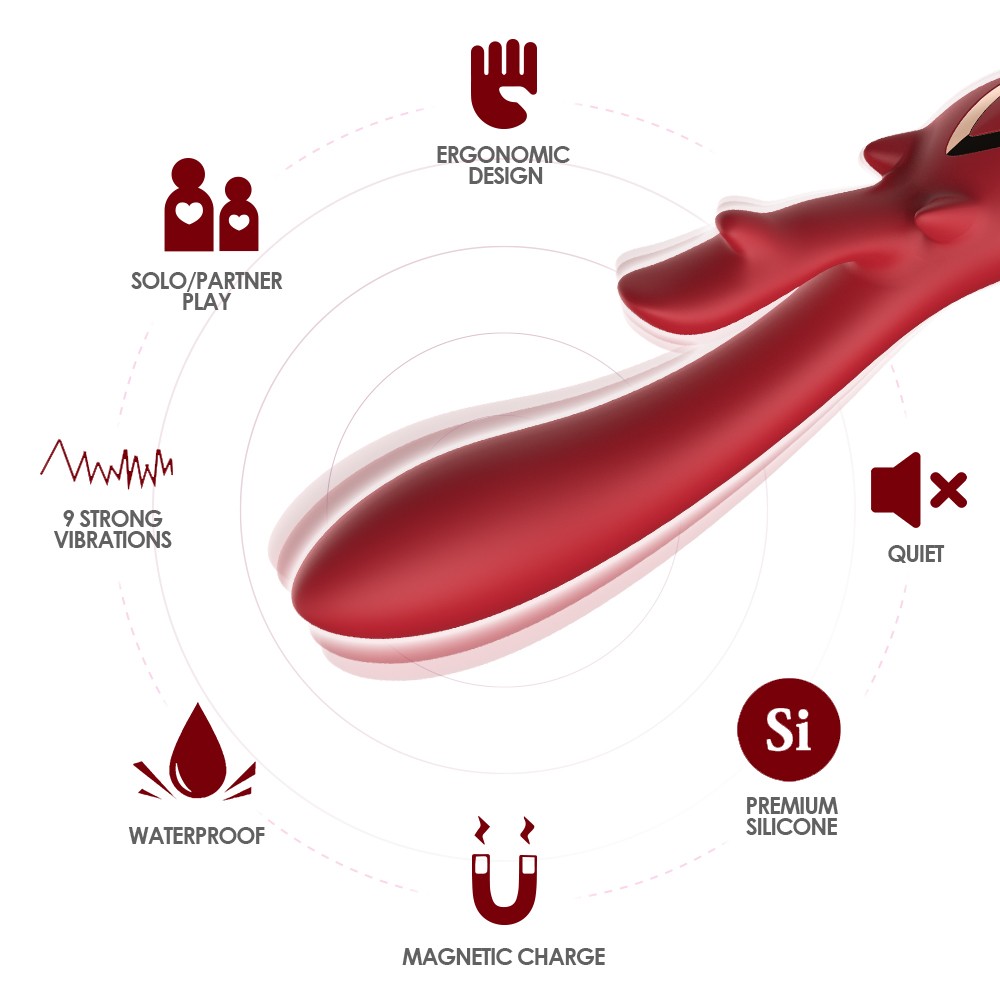 ERGONOMIC
DESIGN
SOLO/PARTNER
PLAY
9 STRONG
VIBRATIONS
QUIET
Si
PREMIUM
SILICONE
WATERPROOF
MAGNETIC CHARGE